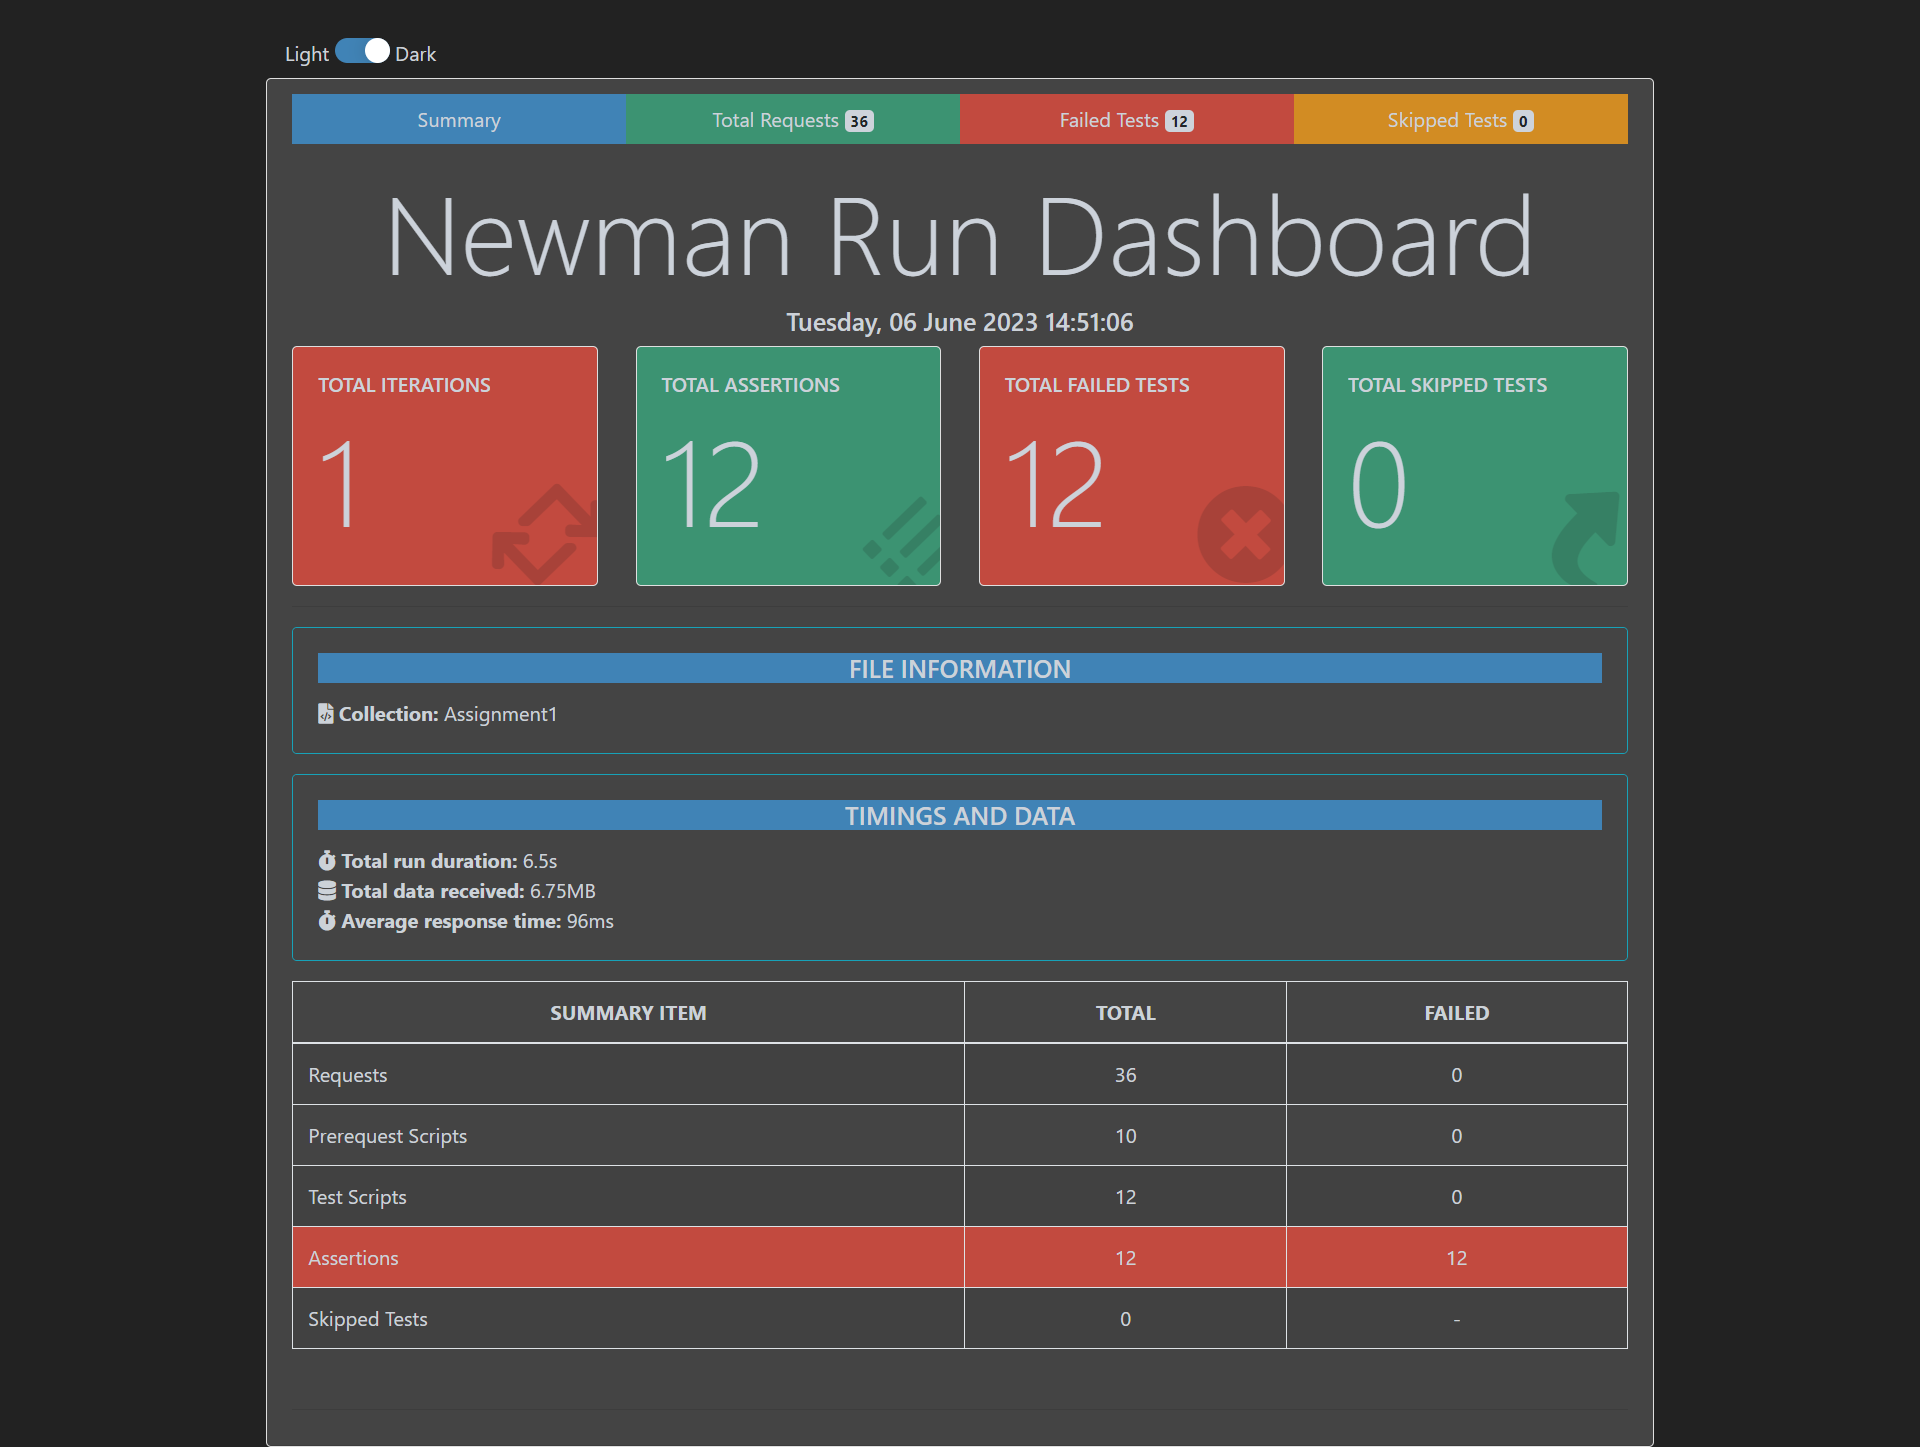 Light Dark
Summary Total Requests 36 Failed Tests 12 Skipped Tests 0
Newman Run Dashboard
Tuesday, 06 June 2023 14:51:06
TOTAL ITERATIONS
1
TOTAL ASSERTIONS
12
TOTAL FAILED TESTS
12
TOTAL SKIPPED TESTS
0
FILE INFORMATION
Collection: Assignment1
TIMINGS AND DATA
Total run duration: 6.5s
Total data received: 6.75MB
Average response time: 96ms
SUMMARY ITEM TOTAL FAILED
Requests 36 0
Prerequest Scripts 10 0
Test Scripts 12 0
Assertions 12 12
Skipped Tests 0 -